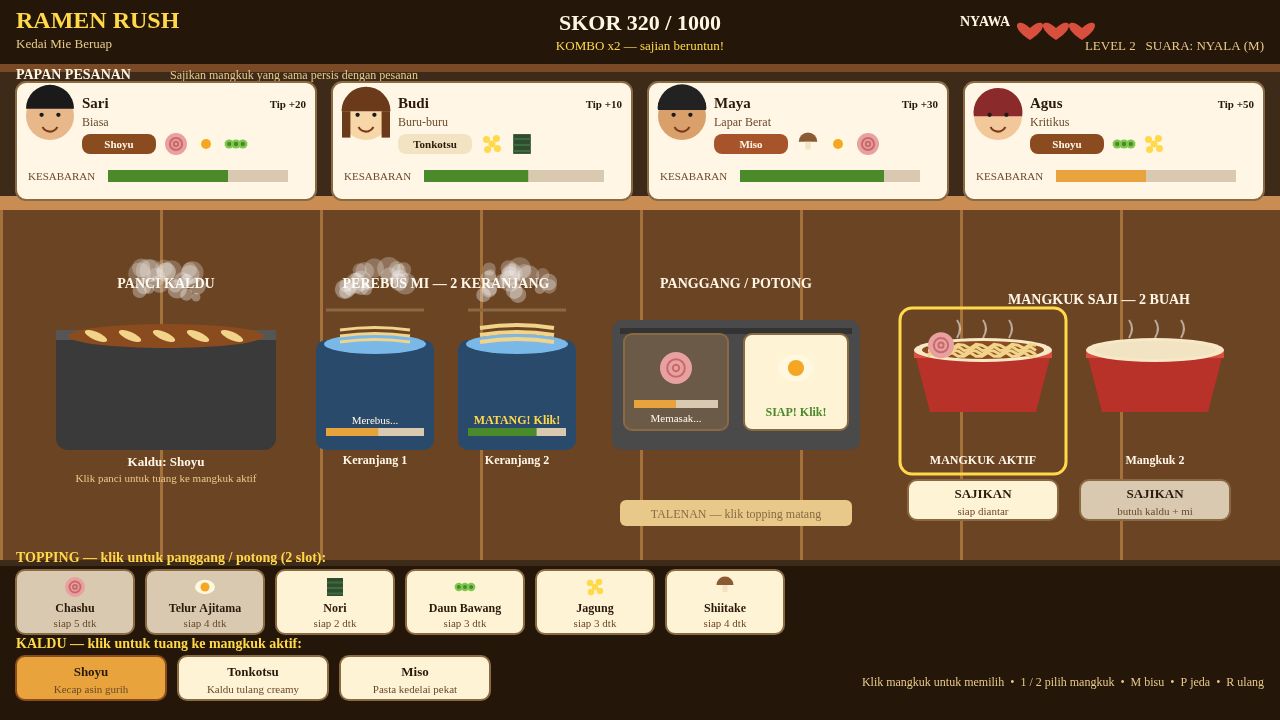 RAMEN RUSH
Kedai Mie Beruap
SKOR 320 / 1000
KOMBO x2 — sajian beruntun!
NYAWA
LEVEL 2 SUARA: NYALA (M)
PAPAN PESANAN
Sajikan mangkuk yang sama persis dengan pesanan
Sari
Tip +20
Biasa
Shoyu
KESABARAN
Budi
Tip +10
Buru-buru
Tonkotsu
KESABARAN
Maya
Tip +30
Lapar Berat
Miso
KESABARAN
Agus
Tip +50
Kritikus
Shoyu
KESABARAN
PANCI KALDU
PEREBUS MI — 2 KERANJANG
PANGGANG / POTONG
MANGKUK SAJI — 2 BUAH
Merebus...
MATANG! Klik!
Memasak...
SIAP! Klik!
Kaldu: Shoyu
Klik panci untuk tuang ke mangkuk aktif
Keranjang 1
Keranjang 2
MANGKUK AKTIF
Mangkuk 2
SAJIKAN
siap diantar
SAJIKAN
butuh kaldu + mi
TALENAN — klik topping matang
TOPPING — klik untuk panggang / potong (2 slot):
Chashu
siap 5 dtk
Telur Ajitama
siap 4 dtk
Nori
siap 2 dtk
Daun Bawang
siap 3 dtk
Jagung
siap 3 dtk
Shiitake
siap 4 dtk
KALDU — klik untuk tuang ke mangkuk aktif:
Shoyu
Kecap asin gurih
Tonkotsu
Kaldu tulang creamy
Miso
Pasta kedelai pekat
Klik mangkuk untuk memilih • 1 / 2 pilih mangkuk • M bisu • P jeda • R ulang